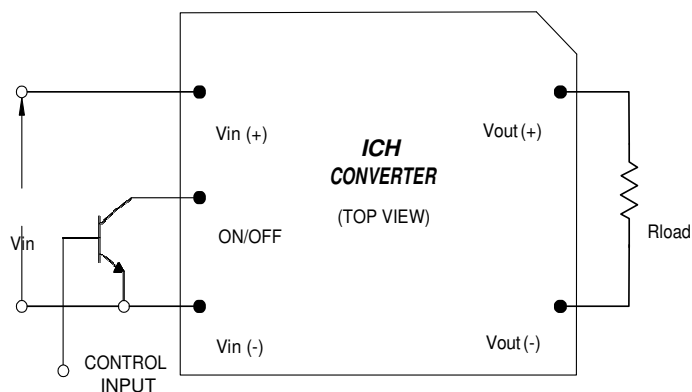 Vin (+)
Vout (+)
ICH
CONVERTER
(TOP VIEW)
ON/OFF
Vin
Rload
Vin (-)
Vout (-)
CONTROL
INPUT